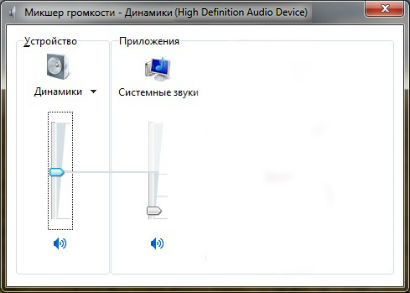 Микшер громкости - Динамики (High Definition Audio Device)
Устройство
Приложения
Динамики
Системные звуки